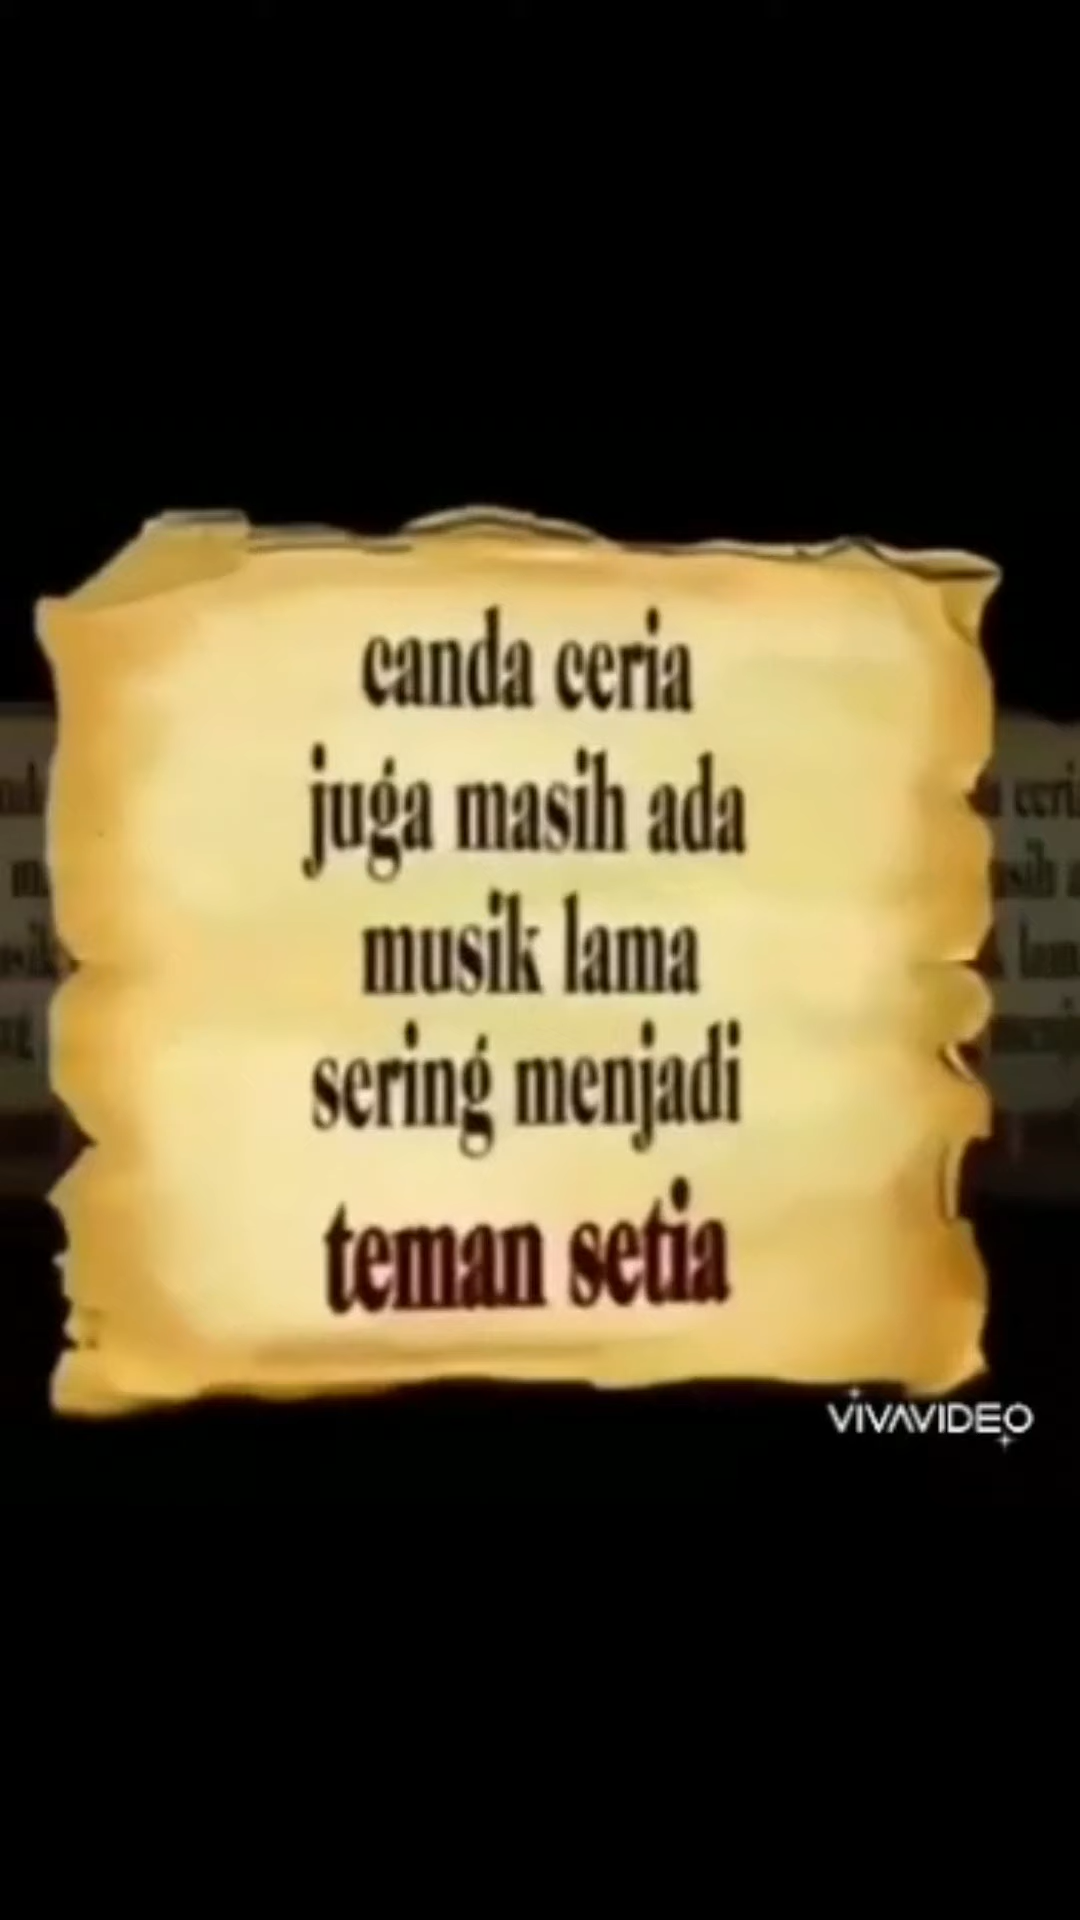 canda ceria
juga masih ada
musik lama
sering menjadi
teman setia
VIVAVIDEO